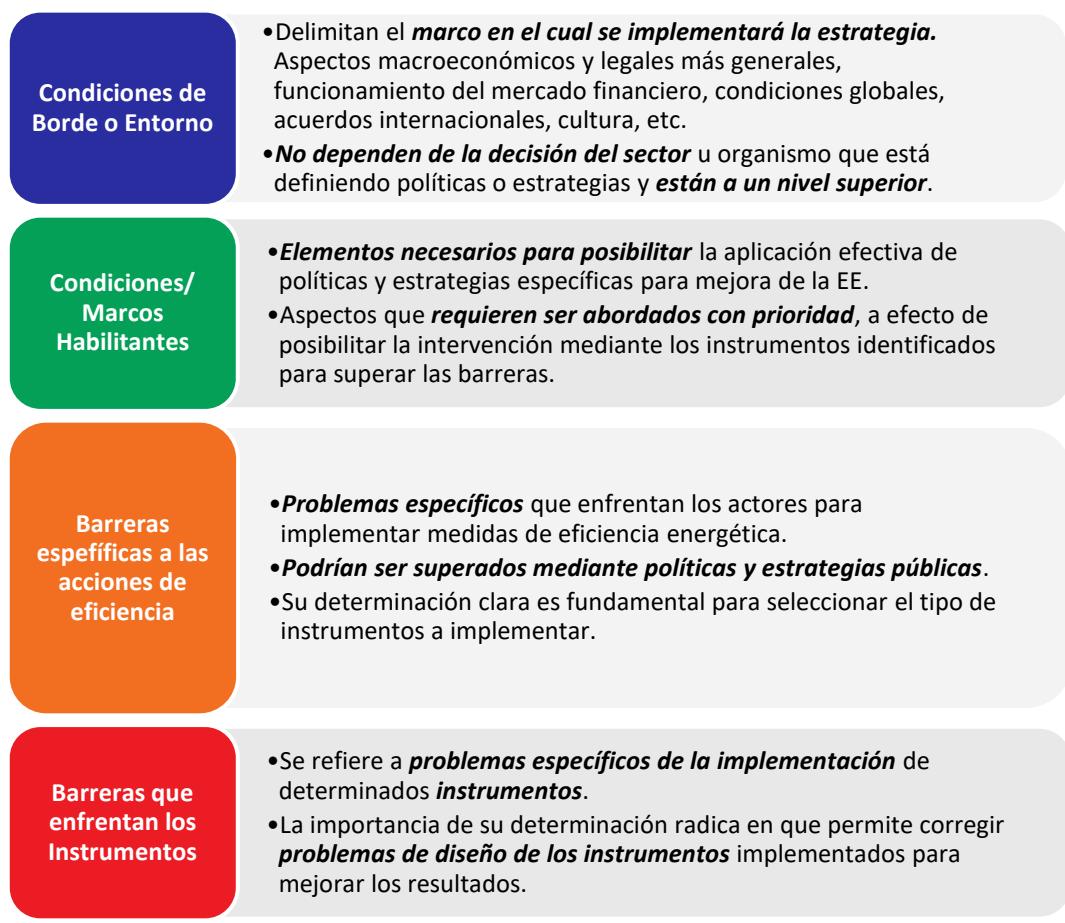 Condiciones de
Borde o Entorno
•Delimitan el marco en el cual se implementará la estrategia.
Aspectos macroeconómicos y legales más generales,
funcionamiento del mercado financiero, condiciones globales,
acuerdos internacionales, cultura, etc.
•No dependen de la decisión del sector u organismo que está
definiendo políticas o estrategias y están a un nivel superior.
Condiciones/
Marcos
Habilitantes
•Elementos necesarios para posibilitar la aplicación efectiva de
políticas y estrategias específicas para mejora de la EE.
•Aspectos que requieren ser abordados con prioridad, a efecto de
posibilitar la intervención mediante los instrumentos identificados
para superar las barreras.
Barreras
espefíficas a las
acciones de
eficiencia
•Problemas específicos que enfrentan los actores para
implementar medidas de eficiencia energética.
•Podrían ser superados mediante políticas y estrategias públicas.
•Su determinación clara es fundamental para seleccionar el tipo de
instrumentos a implementar.
Barreras que
enfrentan los
Instrumentos
•Se refiere a problemas específicos de la implementación de
determinados instrumentos.
•La importancia de su determinación radica en que permite corregir
problemas de diseño de los instrumentos implementados para
mejorar los resultados.